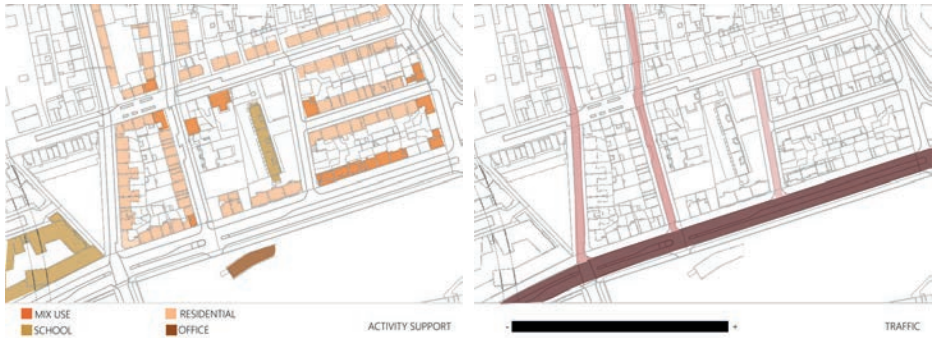 MIX USE
RESIDENTIAL
SCHOOL
OFFICE
ACTIVITY SUPPORT
- +
TRAFFIC